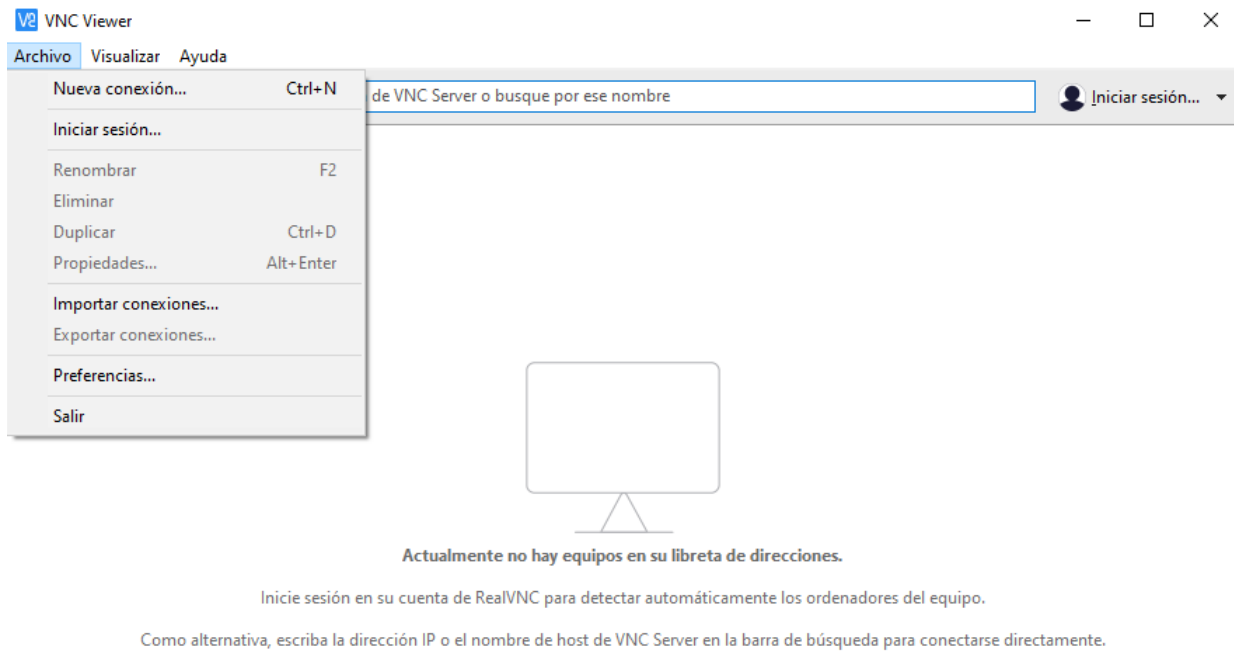 VNC Viewer
Archivo Visualizar Ayuda
Nueva conexión... Ctrl+N
de VNC Server o busque por ese nombre
Iniciar sesión...
Iniciar sesión...
Renombrar F2
Eliminar
Duplicar Ctrl+D
Propiedades... Alt+Enter
Importar conexiones...
Exportar conexiones...
Preferencias...
Salir
Actualmente no hay equipos en su libreta de direcciones.
Inicie sesión en su cuenta de RealVNC para detectar automáticamente los ordenadores del equipo.
Como alternativa, escriba la dirección IP o el nombre de host de VNC Server en la barra de búsqueda para conectarse directamente.